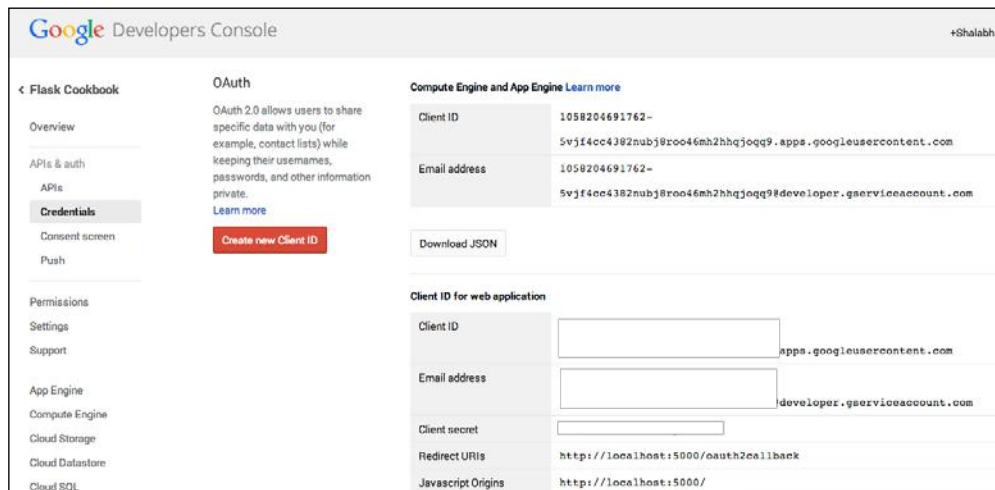 Google Developers Console
+Shalabh
< Flask Cookbook
Overview
APIs & auth
APIs
Credentials
Consent screen
Push
Permissions
Settings
Support
App Engine
Compute Engine
Cloud Storage
Cloud Datastore
Cloud SQL
OAuth
OAuth 2.0 allows users to share
specific data with you (for
example, contact lists) while
keeping their usernames,
passwords, and other information
private.
Learn more
Create new Client ID
Compute Engine and App Engine Learn more
Client ID
1058204691762-
5vjf4cc4382nubj8roo46mh2hhqjoqq9.apps.googleusercontent.com
Email address
1058204691762-
5vjf4cc4382nubj8roo46mh2hhqjoqq9@developer.gserviceaccount.com
Download JSON
Client ID for web application
Client ID
apps.googleusercontent.com
Email address
@developer.gserviceaccount.com
Client secret
Redirect URIs
http://localhost:5000/oauth2callback
Javascript Origins
http://localhost:5000/